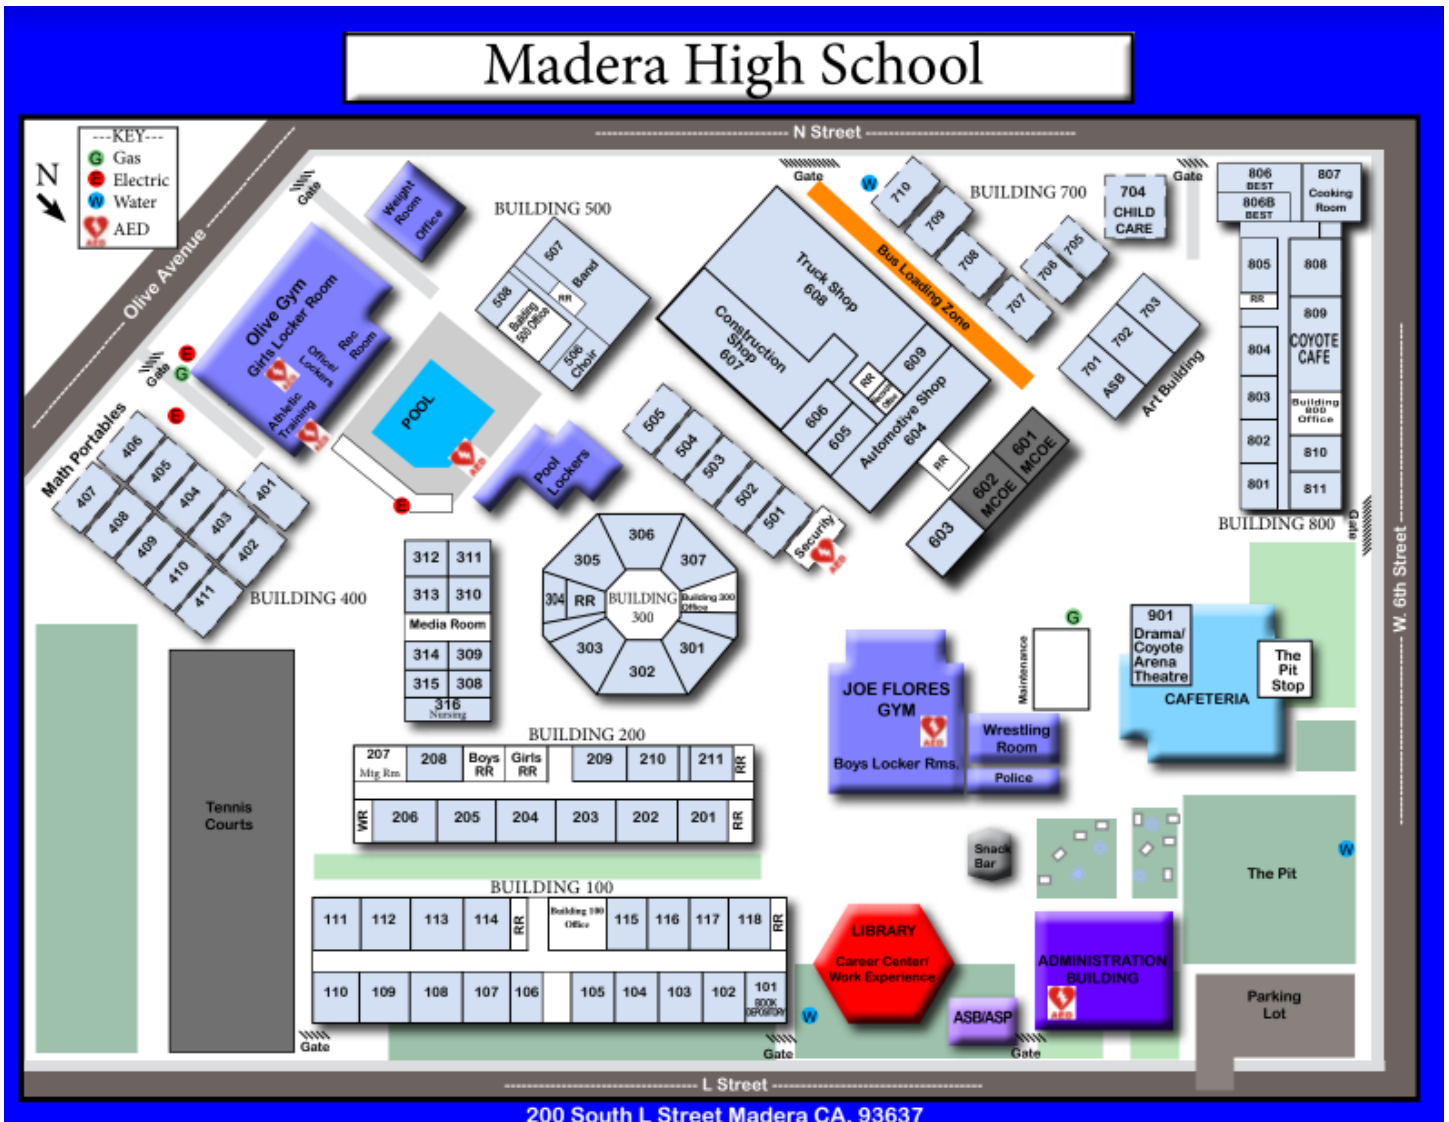 Madera High School
---KEY---
G Gas
E Electric
W Water
AED AED
N
N Street
Olive Avenue
W. 6th Street
L Street
200 South L Street Madera CA. 93637
Gate
Weight
Room
Office
Olive Gym
Girls Locker Room
Office/
Lockers
Rec
Room
Athletic
Training
AED
AED
Gate
G
E
E
POOL
AED
E
Pool
Lockers
BUILDING 500
507
Band
508
RR
Building
500 Office
506
Choir
505
504
503
502
501
Security
AED
Gate
W
Bus Loading Zone
Truck Shop
608
Construction
Shop
607
606
605
RR
609
Automotive Shop
604
RR
601
MCOE
602
MCOE
603
BUILDING 700
710
709
708
707
706
705
704
CHILD
CARE
703
702
701
ASB
Art Building
Gate
806
BEST
806B
BEST
807
Cooking
Room
805
RR
804
803
802
801
808
809
COYOTE
CAFE
Building
800
Office
810
811
BUILDING 800
Gate
Math Portables
406
405
404
403
402
401
407
408
409
410
411
BUILDING 400
312 311
313 310
Media Room
314 309
315 308
316
Nursing
306
305
307
304
RR
BUILDING
300
Building 300
Office
303
301
302
Tennis
Courts
BUILDING 200
207
Mtg Rm
208
Boys
RR
Girls
RR
209
210
211
RR
WR
206
205
204
203
202
201
RR
BUILDING 100
111
112
113
114
RR
Building 100
Office
115
116
117
118
RR
110
109
108
107
106
105
104
103
102
101
BOOK
DEPOSITORY
Gate
Gate
Gate
JOE FLORES
GYM
AED
Boys Locker Rms.
Wrestling
Room
Police
Maintenance
G
901
Drama/
Coyote
Arena
Theatre
CAFETERIA
The
Pit
Stop
Snack
Bar
The Pit
W
LIBRARY
Career Center/
Work Experience
W
ASB/ASP
ADMINISTRATION
BUILDING
AED
Parking
Lot